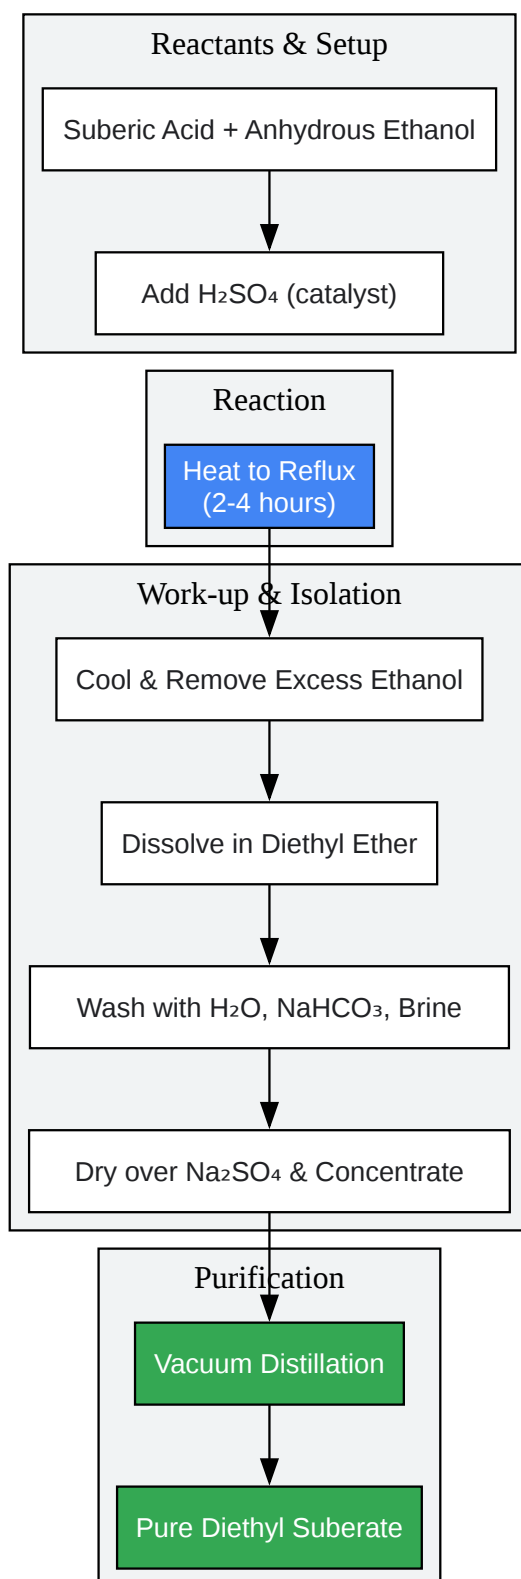 Reactants & Setup
Suberic Acid + Anhydrous Ethanol
Add H₂SO₄ (catalyst)
Reaction
Heat to Reflux
(2-4 hours)
Work-up & Isolation
Cool & Remove Excess Ethanol
Dissolve in Diethyl Ether
Wash with H₂O, NaHCO₃, Brine
Dry over Na₂SO₄ & Concentrate
Purification
Vacuum Distillation
Pure Diethyl Suberate